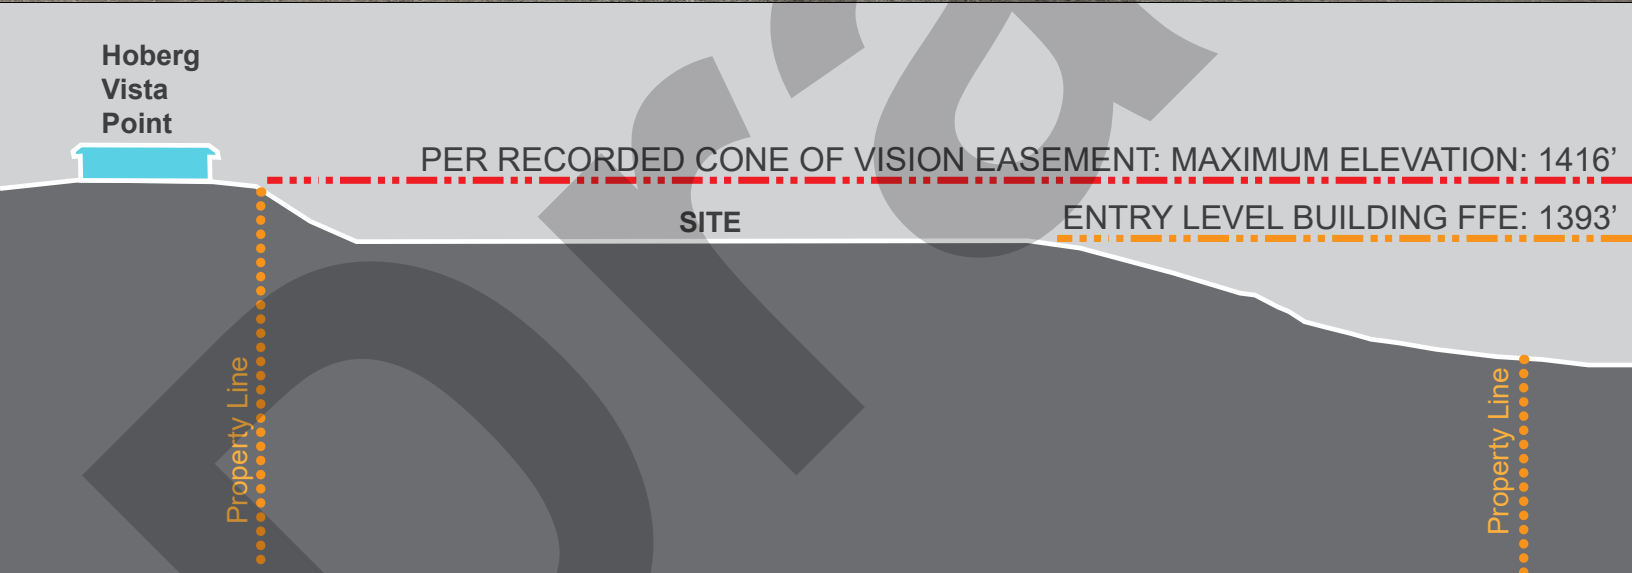 Hoberg
Vista
Point
PER RECORDED CONE OF VISION EASEMENT: MAXIMUM ELEVATION: 1416’
SITE
ENTRY LEVEL BUILDING FFE: 1393’
Property Line
Property Line